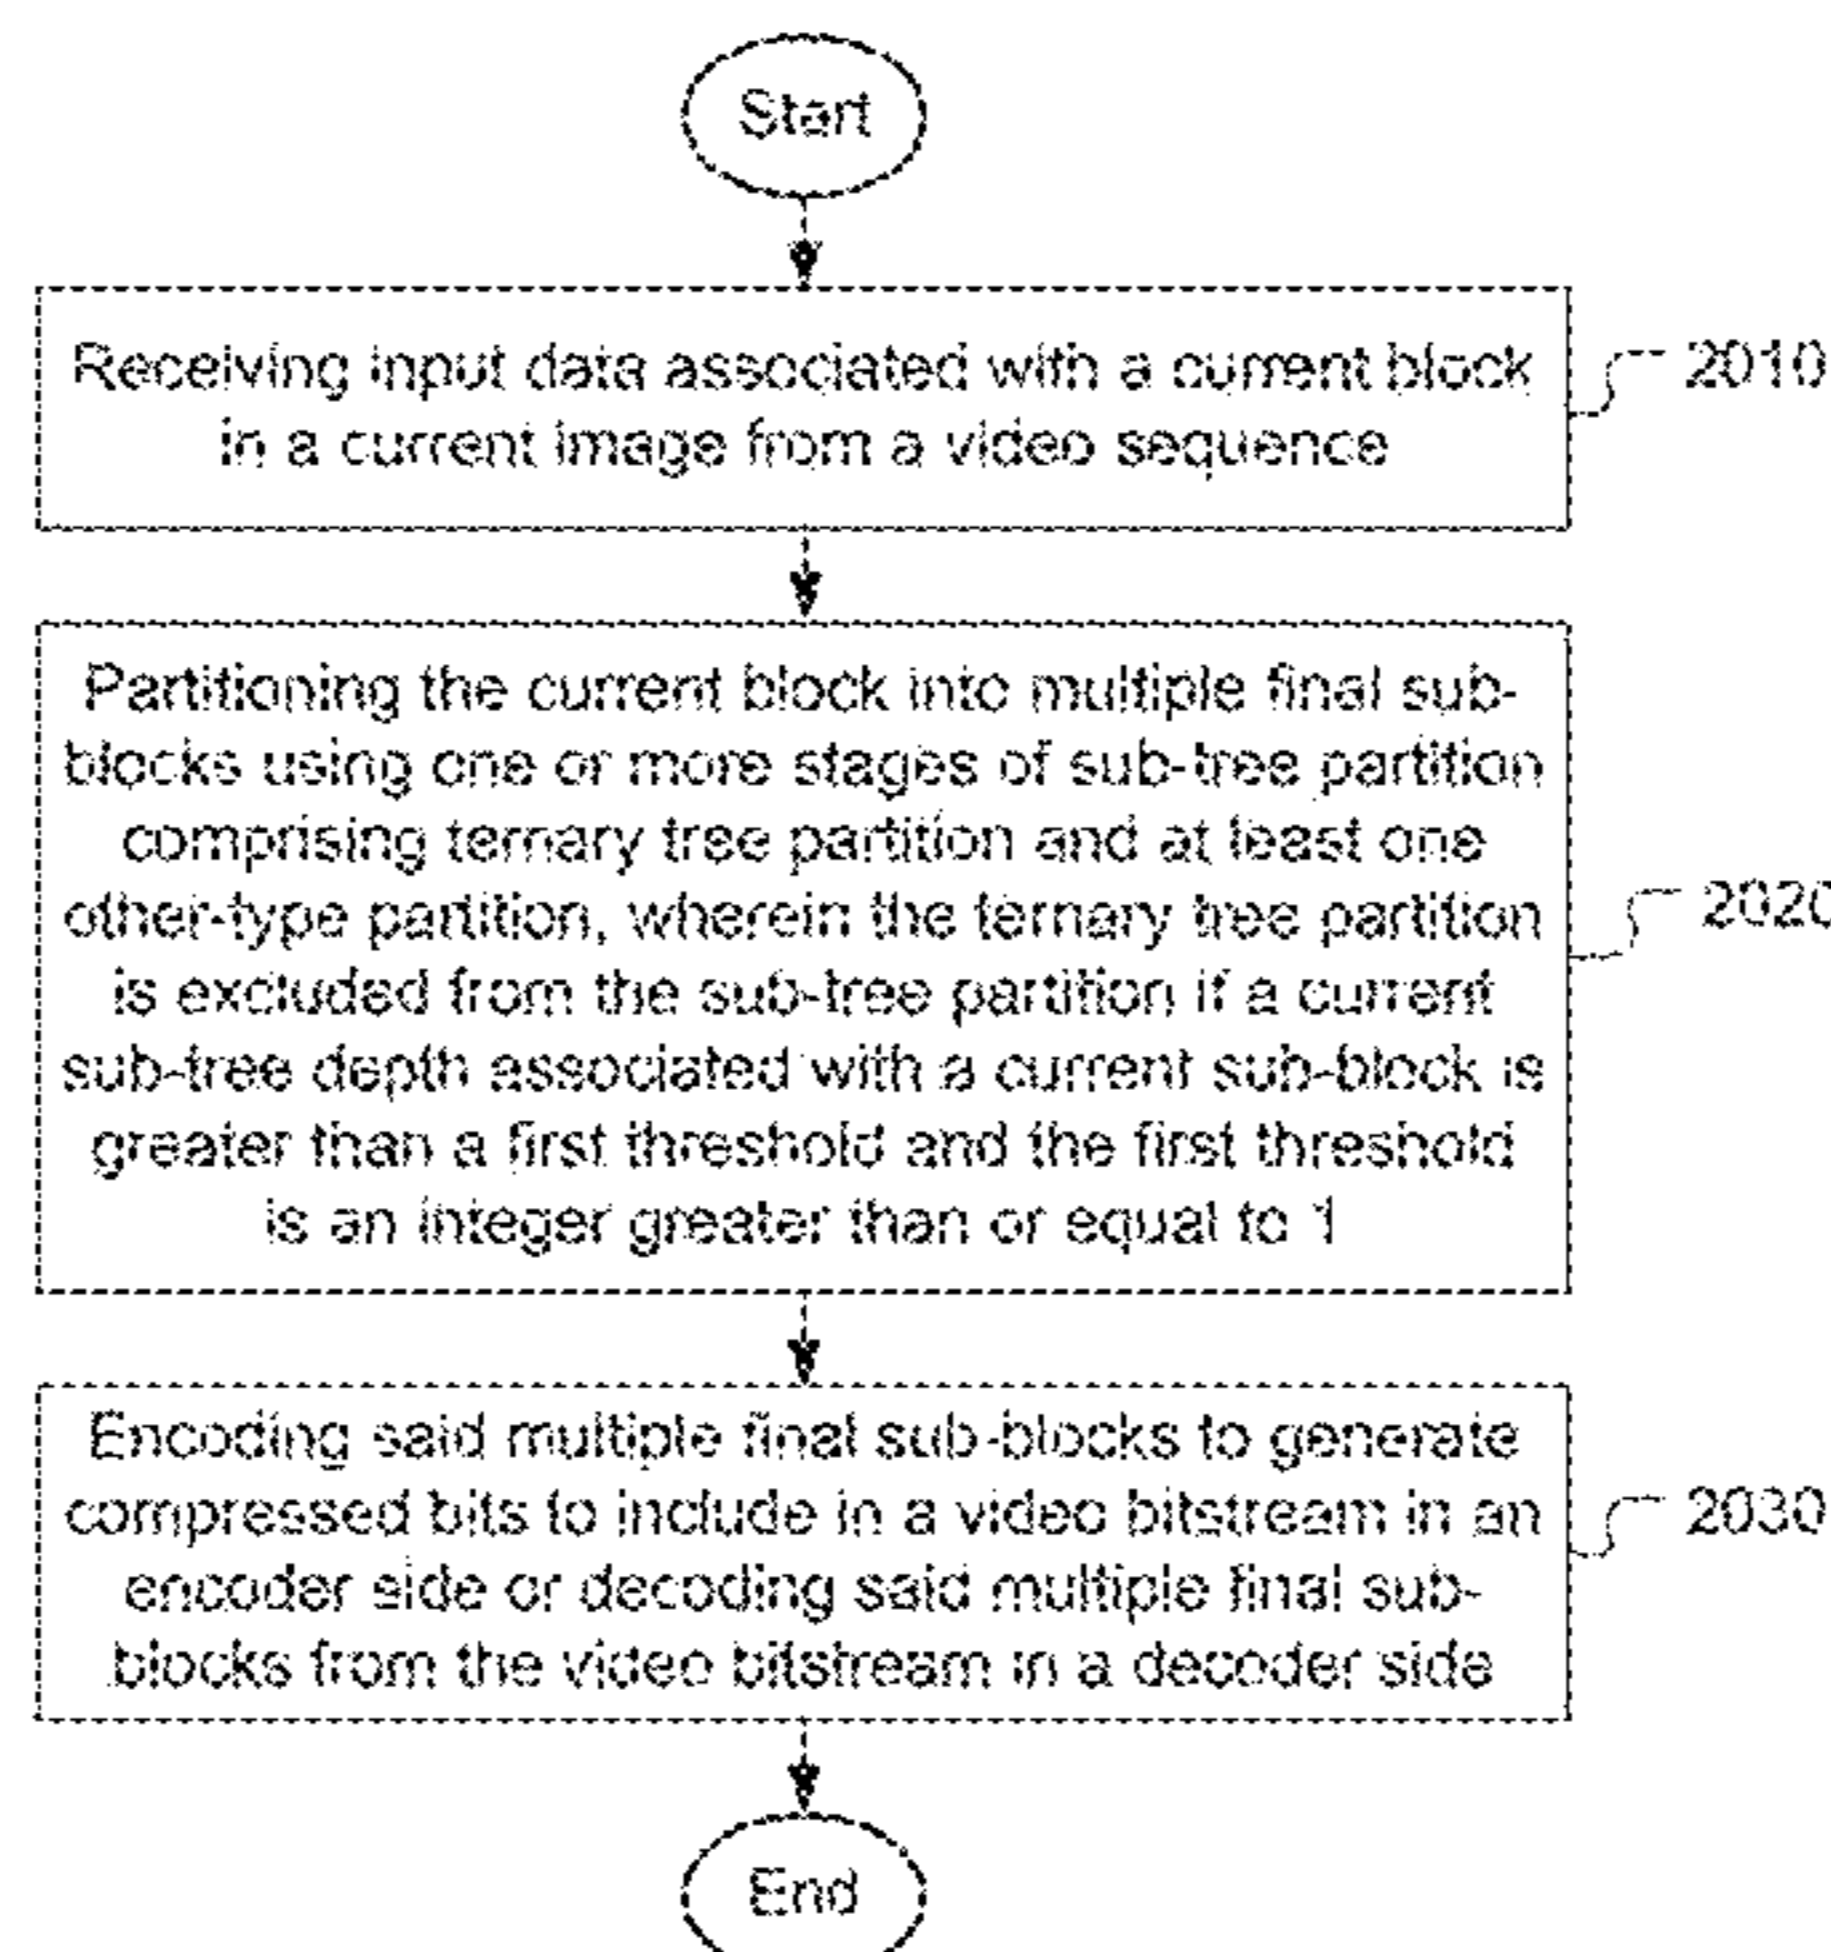 Start
Receiving input data associated with a current block
in a current image from a video sequence
2010
Partitioning the current block into multiple final sub-
blocks using one or more stages of sub-tree partition
comprising ternary tree partition and at least one
other-type partition, wherein the ternary tree partition
is excluded from the sub-tree partition if a current
sub-tree depth associated with a current sub-block is
greater than a first threshold and the first threshold
is an integer greater than or equal to 1
2020
Encoding said multiple final sub-blocks to generate
compressed bits to include in a video bitstream in an
encoder side or decoding said multiple final sub-
blocks from the video bitstream in a decoder side
2030
End